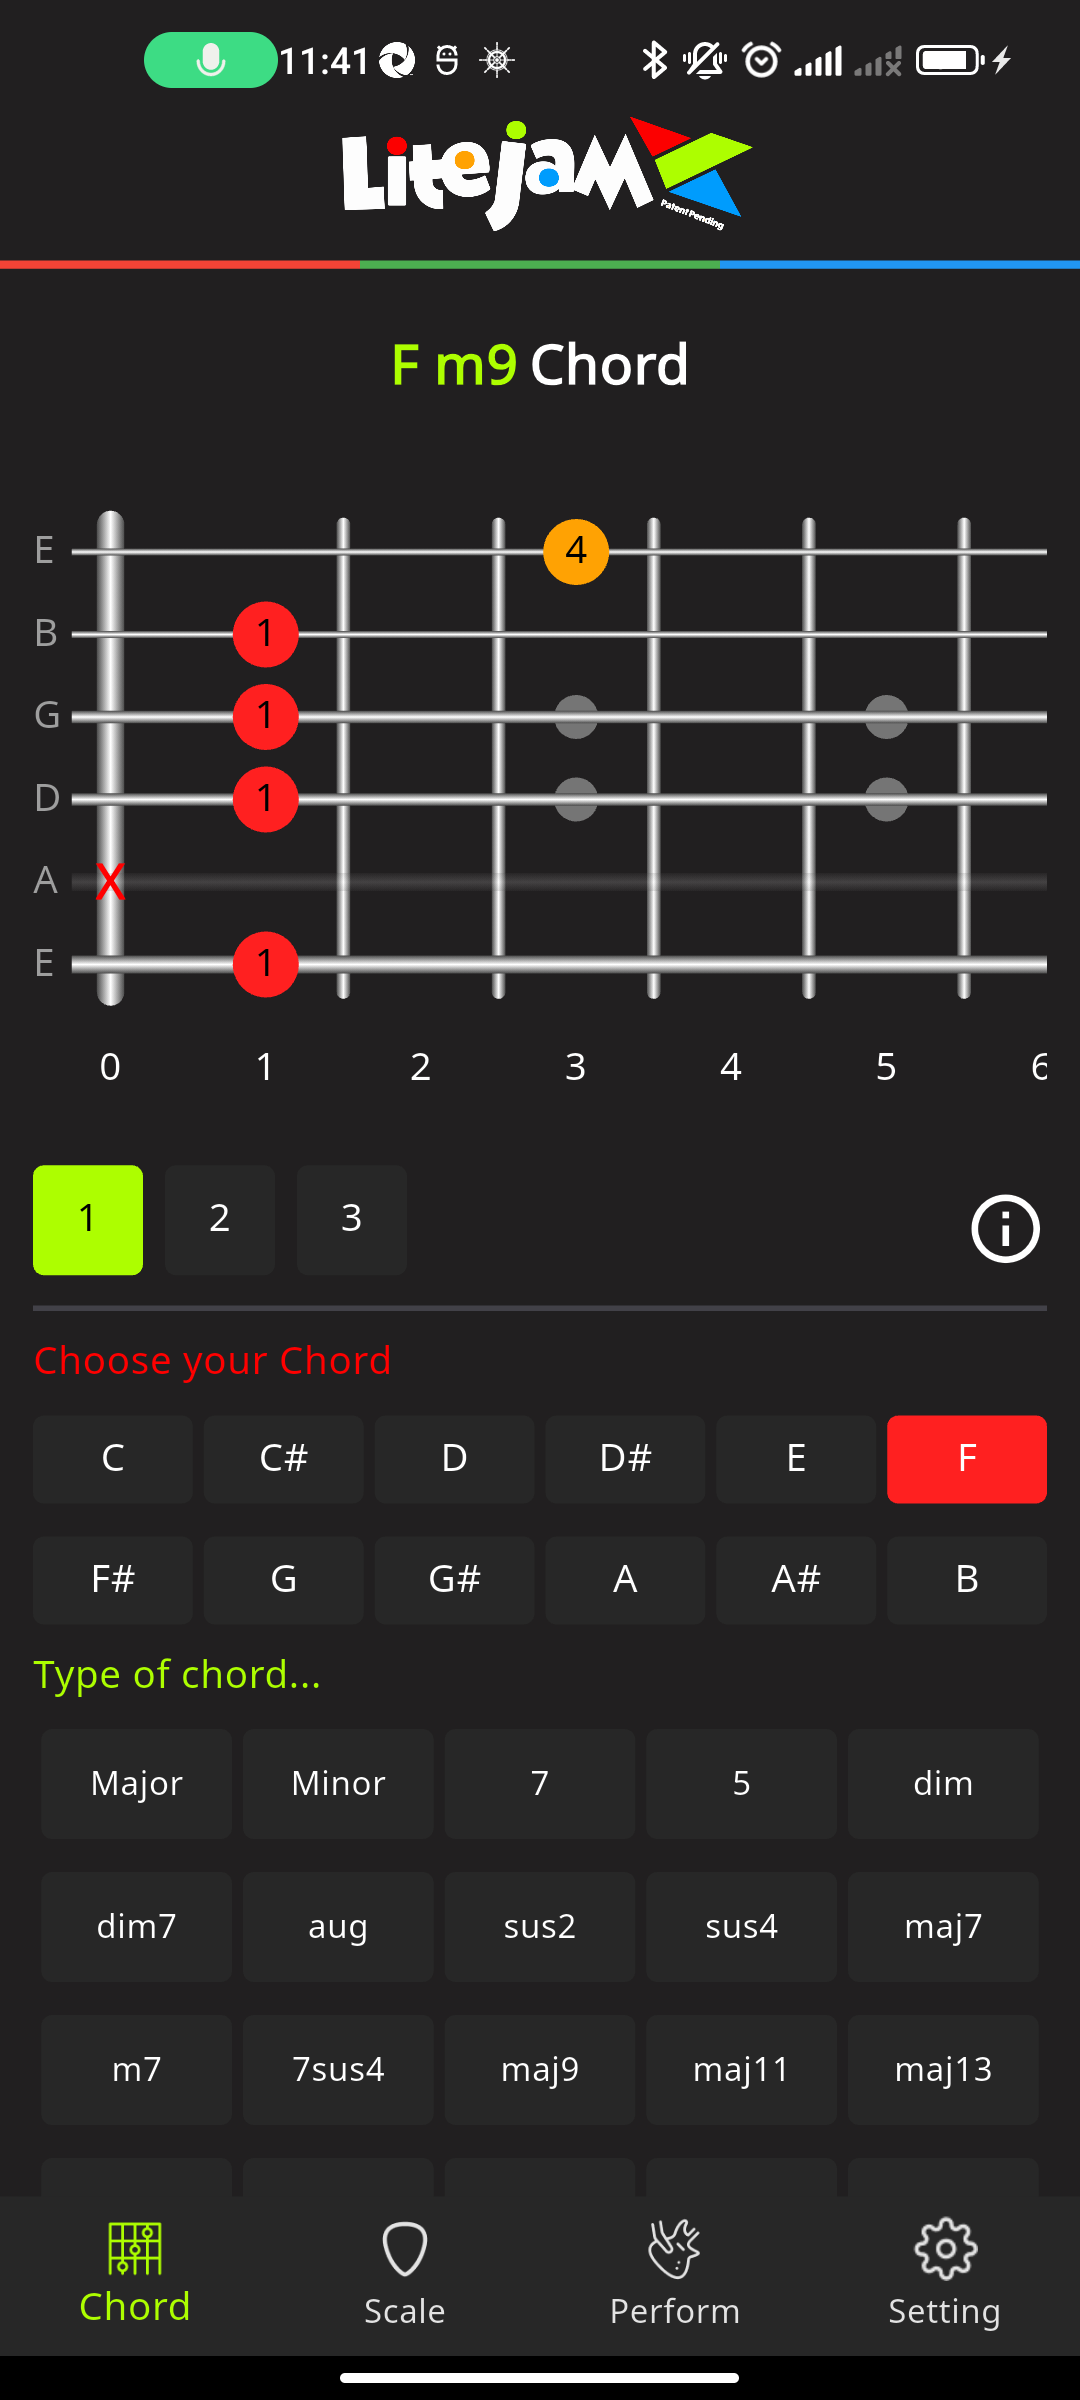 11:41
Litejam
Patent Pending
F m9 Chord
E 4
B 1
G 1
D 1
A X
E 1
0 1 2 3 4 5 6
1 2 3
Choose your Chord
C C# D D# E F
F# G G# A A# B
Type of chord...
Major Minor 7 5 dim
dim7 aug sus2 sus4 maj7
m7 7sus4 maj9 maj11 maj13
Chord Scale Perform Setting